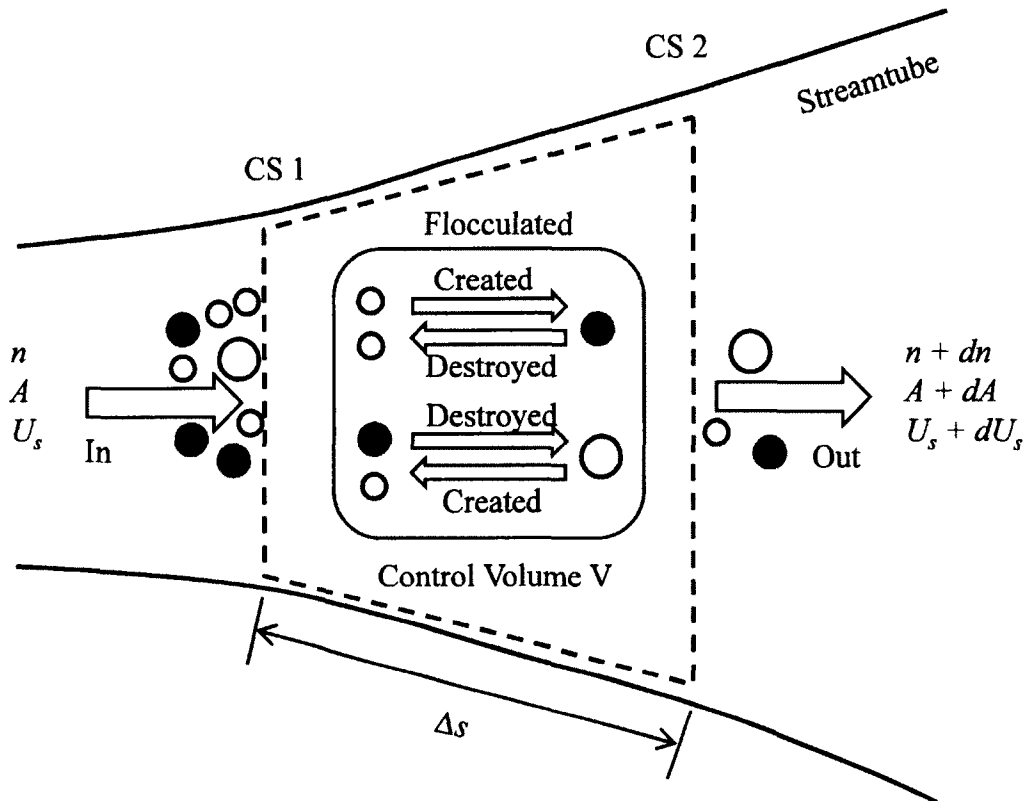 CS 2
Streamtube
CS 1
Flocculated
Created
Destroyed
Destroyed
Created
n
A
U_s
In
n + dn
A + dA
U_s + dU_s
Out
Control Volume V
Δs